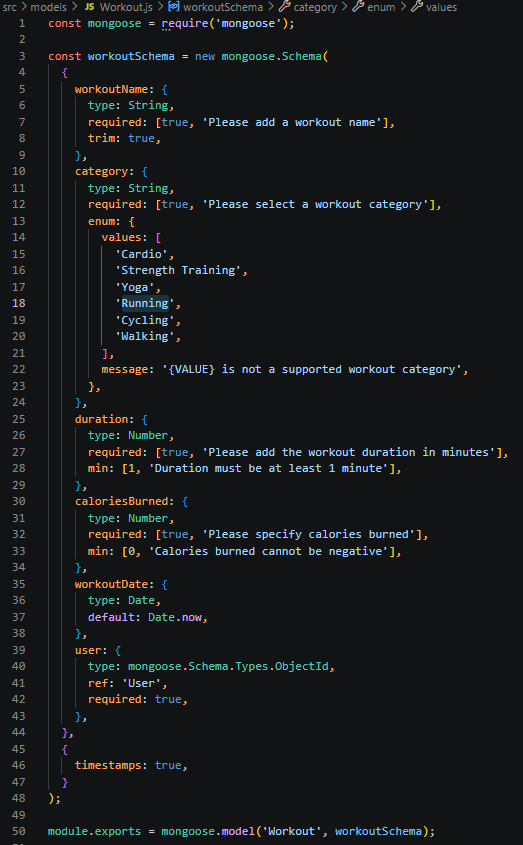 src > models > JS Workout.js > workoutSchema > category > enum > values
1 const mongoose = require('mongoose');
2
3 const workoutSchema = new mongoose.Schema(
4   {
5     workoutName: {
6       type: String,
7       required: [true, 'Please add a workout name'],
8       trim: true,
9     },
10     category: {
11       type: String,
12       required: [true, 'Please select a workout category'],
13       enum: {
14         values: [
15           'Cardio',
16           'Strength Training',
17           'Yoga',
18           'Running',
19           'Cycling',
20           'Walking',
21         ],
22         message: '{VALUE} is not a supported workout category',
23       },
24     },
25     duration: {
26       type: Number,
27       required: [true, 'Please add the workout duration in minutes'],
28       min: [1, 'Duration must be at least 1 minute'],
29     },
30     caloriesBurned: {
31       type: Number,
32       required: [true, 'Please specify calories burned'],
33       min: [0, 'Calories burned cannot be negative'],
34     },
35     workoutDate: {
36       type: Date,
37       default: Date.now,
38     },
39     user: {
40       type: mongoose.Schema.Types.ObjectId,
41       ref: 'User',
42       required: true,
43     },
44   },
45   {
46     timestamps: true,
47   }
48 );
49
50 module.exports = mongoose.model('Workout', workoutSchema);